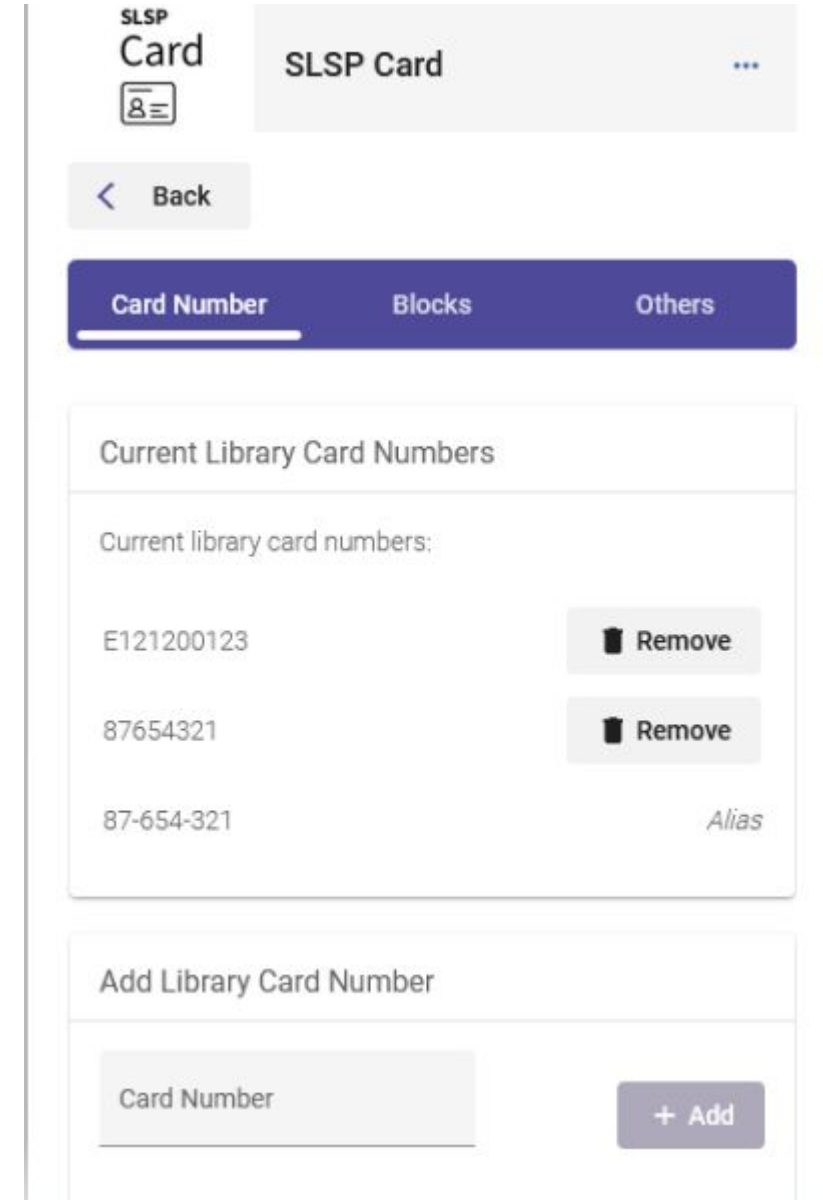 SLSP
Card
SLSP Card
Back
Card Number Blocks Others
Current Library Card Numbers
Current library card numbers:
E121200123 Remove
87654321 Remove
87-654-321 Alias
Add Library Card Number
Card Number
+ Add